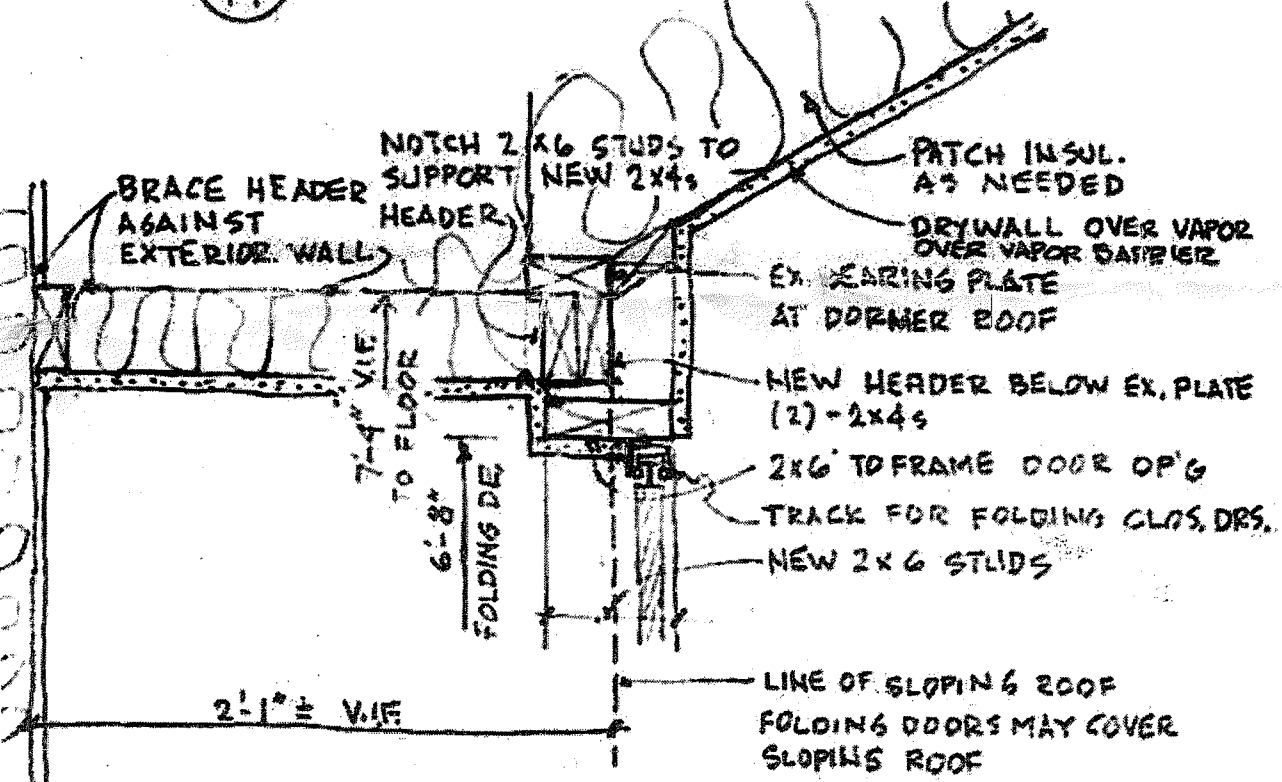 NOTCH 2x6 STUDS TO
SUPPORT NEW 2x4s
HEADER
BRACE HEADER
AGAINST
EXTERIOR WALL
PATCH INSUL.
AS NEEDED
DRYWALL OVER VAPOR
OVER VAPOR BARRIER
EX. BEARING PLATE
AT DORMER ROOF
NEW HEADER BELOW EX. PLATE
(2)-2x4s
2x6' TO FRAME DOOR OP'G
TRACK FOR FOLDING CLOS. DRS.
NEW 2x6 STUDS
7'-4" V.I.F.
TO FLOOR
6'-8"
FOLDING DE.
2'-1" ± V.I.F.
LINE OF SLOPING ROOF
FOLDING DOORS MAY COVER
SLOPING ROOF